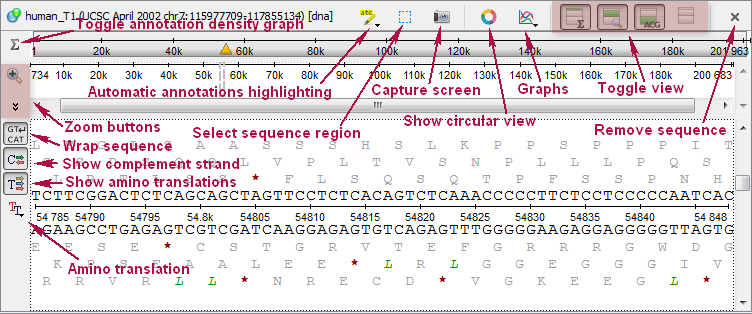 human_T1 (UCSC April 2002 chr7:115977709-117855134) [dna]
Toggle annotation density graph
1 20k 40k 60k 80k 100k 120k 140k 160k 180k 201 963
734 10k 20k 30k 40k 50k 60k 70k 80k 90k 100k 110k 120k 130k 140k 150k 160k 170k 180k 200 683
Automatic annotations highlighting
Capture screen
Graphs
Toggle view
Zoom buttons
Select sequence region
Show circular view
Remove sequence
Wrap sequence
S S S H S L K P P S P P P I T
Show complement strand
L V P L T V S N P L L L P Q S
Show amino translations
* F L S Q S Q T P F S S P N H
TCTTCGGACTCTCAGCAGCTAGTTCCTCTCACAGTCTCAAACCCCCTTCTCCTCCCCCAATCAC
54 785 54790 54795 54.8k 54805 54810 54815 54820 54825 54830 54835 54840 54 848
AGAAGCCTGAGAGTCGTCGATCAAGGAGAGTGTCAGAGTTTGGGGGAAGAGGAGGGGGTTAGTG
E E S E * C S T G R V T E F G R R R G W D G
Amino translation
K P S E A A L E E * L R L G G E G G G I V
R R V R L L * N R E C D * V G K E E G L *